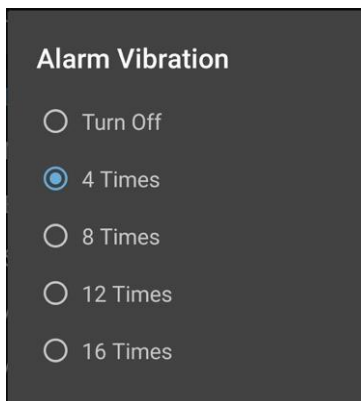 Alarm Vibration
Turn Off
4 Times
8 Times
12 Times
16 Times